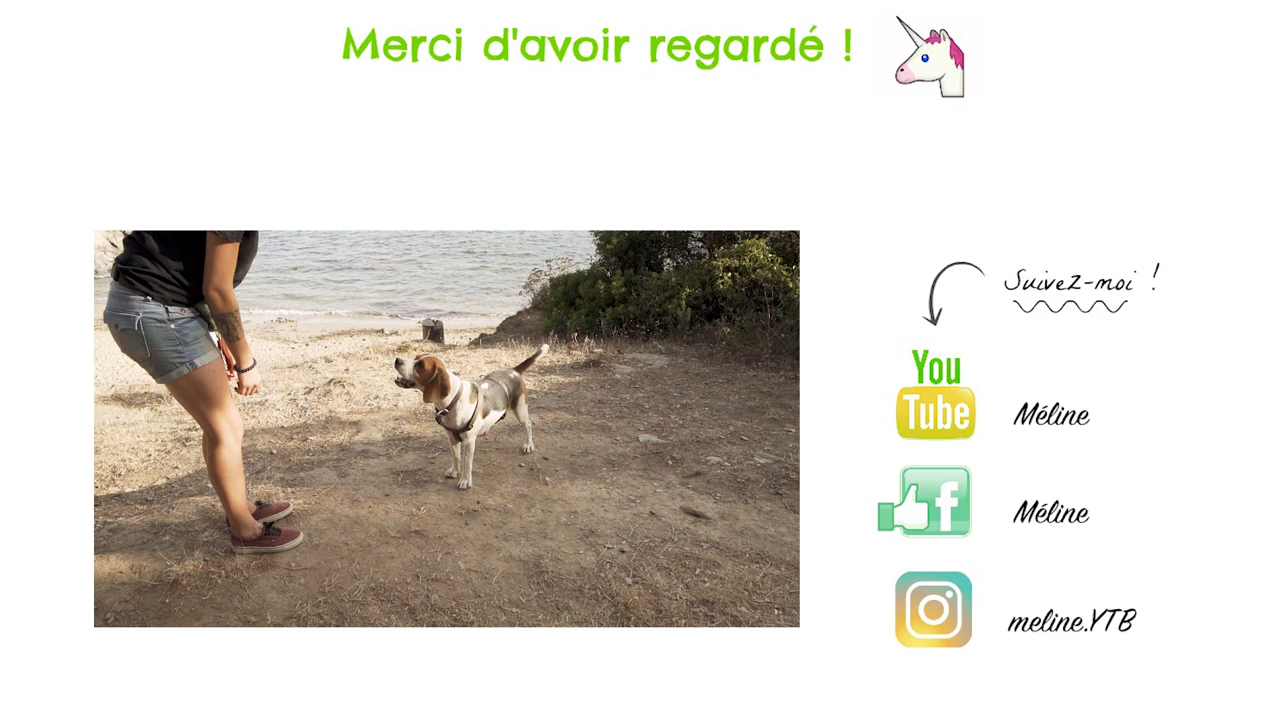 Merci d'avoir regardé !
Suivez-moi !
You
Tube
Méline
f
Méline
meline.YTB